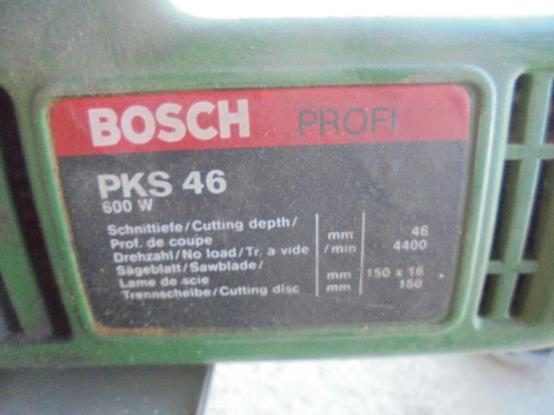 BOSCH PROFI
PKS 46
600 W
Schnittiefe/Cutting depth/
Prof. de coupe mm 46
Drehzahl/No load/Tr. a vide /min 4400
Sägeblatt/Sawblade/
Lame de scie mm 150 x 16
Trennscheibe/Cutting disc mm 150